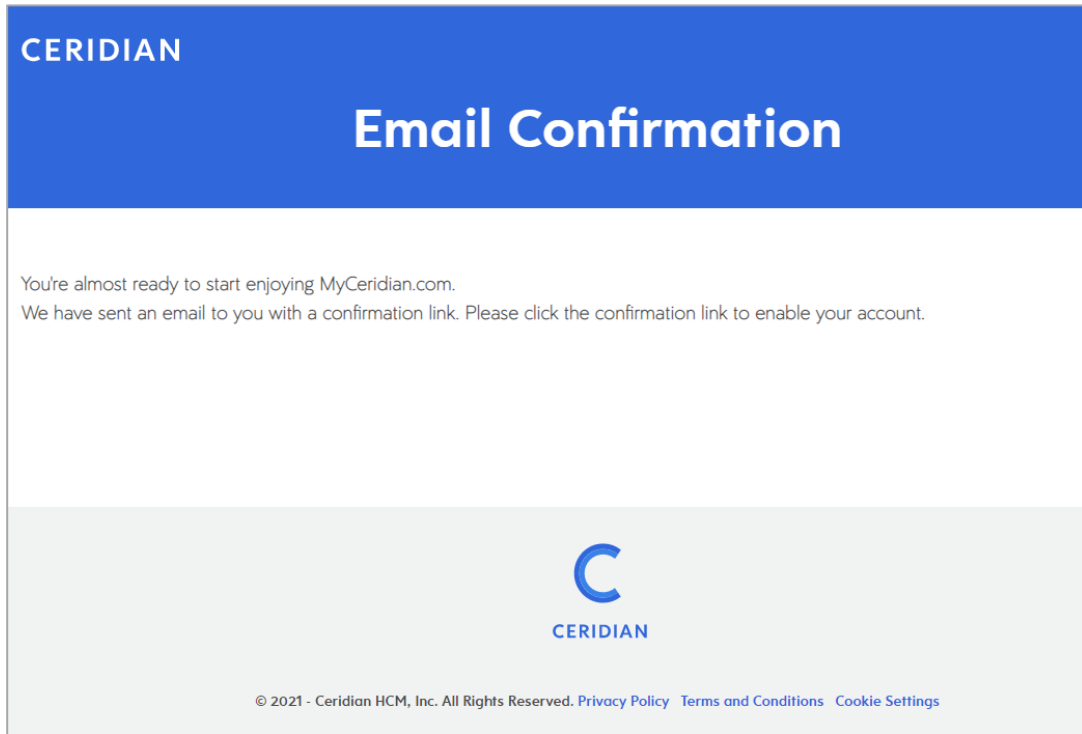 CERIDIAN
Email Confirmation
You're almost ready to start enjoying MyCeridian.com.
We have sent an email to you with a confirmation link. Please click the confirmation link to enable your account.
CERIDIAN
© 2021 - Ceridian HCM, Inc. All Rights Reserved. Privacy Policy Terms and Conditions Cookie Settings